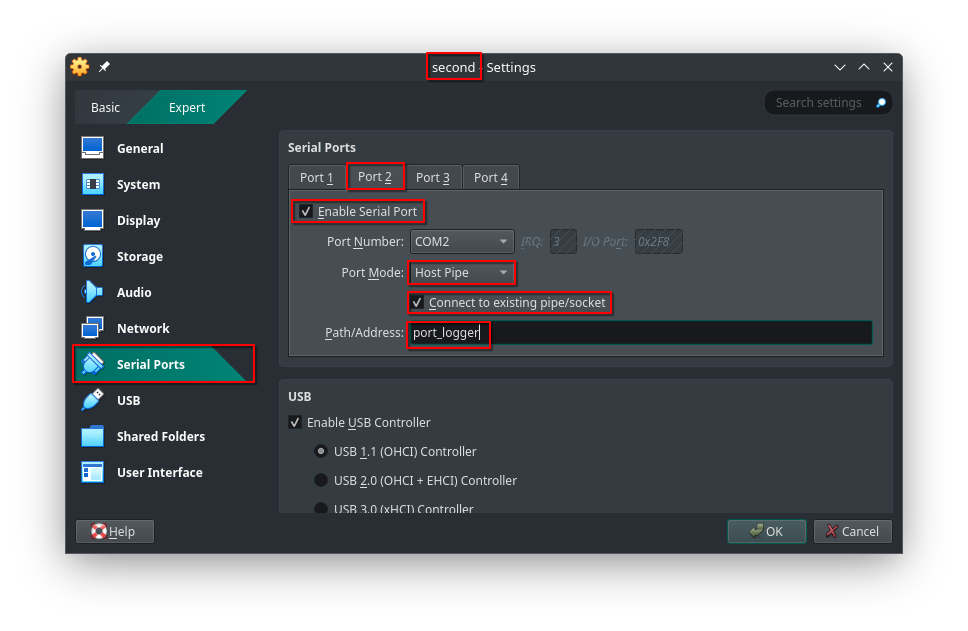 second - Settings
Basic
Expert
Search settings
General
System
Display
Storage
Audio
Network
Serial Ports
USB
Shared Folders
User Interface
Serial Ports
Port 1
Port 2
Port 3
Port 4
Enable Serial Port
Port Number: COM2 IRQ: 3 I/O Port: 0x2F8
Port Mode: Host Pipe
Connect to existing pipe/socket
Path/Address: port_logger
USB
Enable USB Controller
USB 1.1 (OHCI) Controller
USB 2.0 (OHCI + EHCI) Controller
USB 3.0 (xHCI) Controller
Help
OK
Cancel